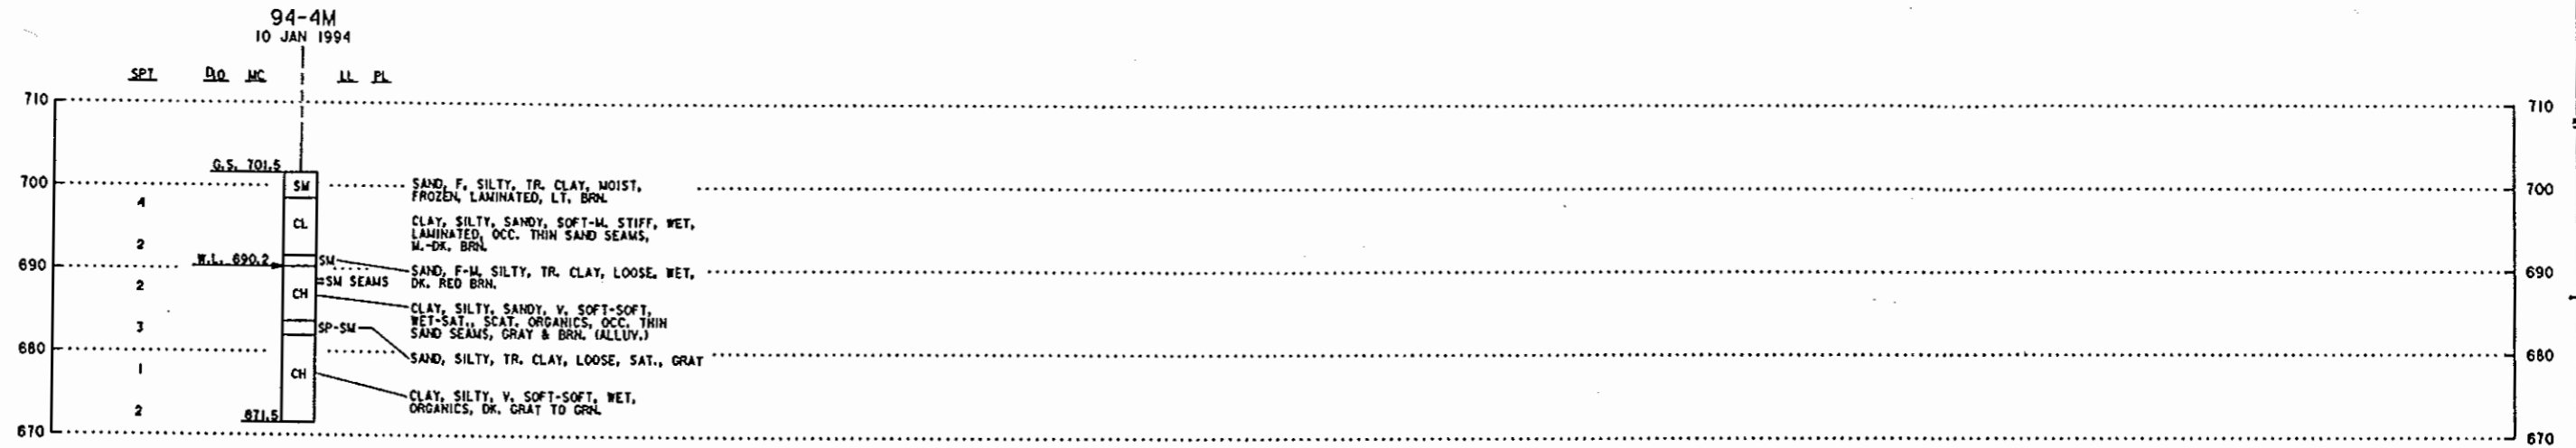 94-4M
10 JAN 1994
SPT D10 MC LL PL
710 710
G.S. 701.5
700 SM SAND, F, SILTY, TR. CLAY, MOIST, 700
FROZEN, LAMINATED, LT. BRN.
4
CL CLAY, SILTY, SANDY, SOFT-M. STIFF, WET,
LAMINATED, OCC. THIN SAND SEAMS,
2 M.-DK. BRN.
W.L. 690.2 SM
690 SAND, F-M, SILTY, TR. CLAY, LOOSE, WET, 690
DK. RED BRN.
2 CH =SM SEAMS
CLAY, SILTY, SANDY, V. SOFT-SOFT,
WET-SAT., SCAT. ORGANICS, OCC. THIN
3 SP-SM SAND SEAMS, GRAY & BRN. (ALLUV.)
680 SAND, SILTY, TR. CLAY, LOOSE, SAT., GRAY 680
1 CH
CLAY, SILTY, V. SOFT-SOFT, WET,
2 ORGANICS, DK. GRAY TO GRN.
671.5
670 670